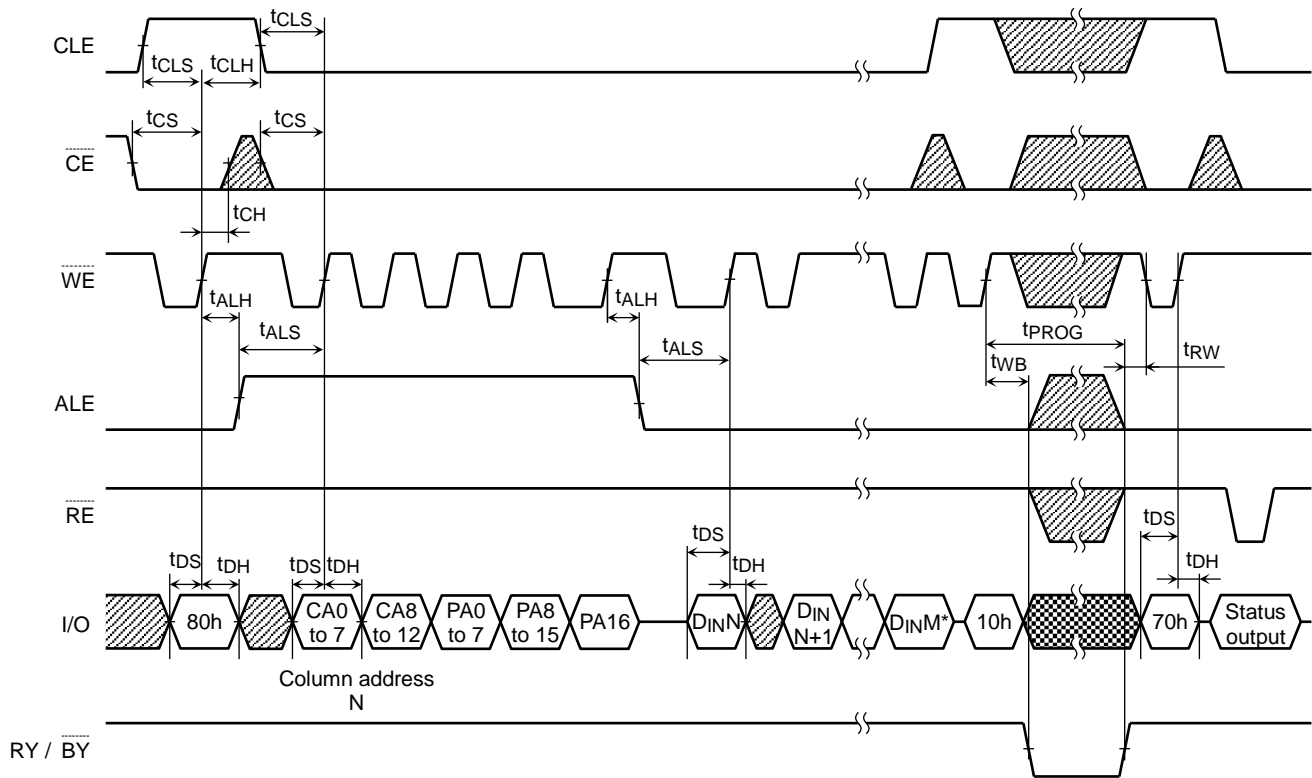 CLE
tCLS
tCLS
tCLH
CE
tCS
tCS
tCH
WE
tALH
tALS
tALH
tALS
tPROG
tWB
tRW
ALE
RE
I/O
tDS
tDH
tDS
tDH
tDS
tDH
tDS
tDH
80h
CA0
to 7
CA8
to 12
PA0
to 7
PA8
to 15
PA16
DINN
DIN
N+1
DINM*
10h
70h
Status
output
Column address
N
RY / BY